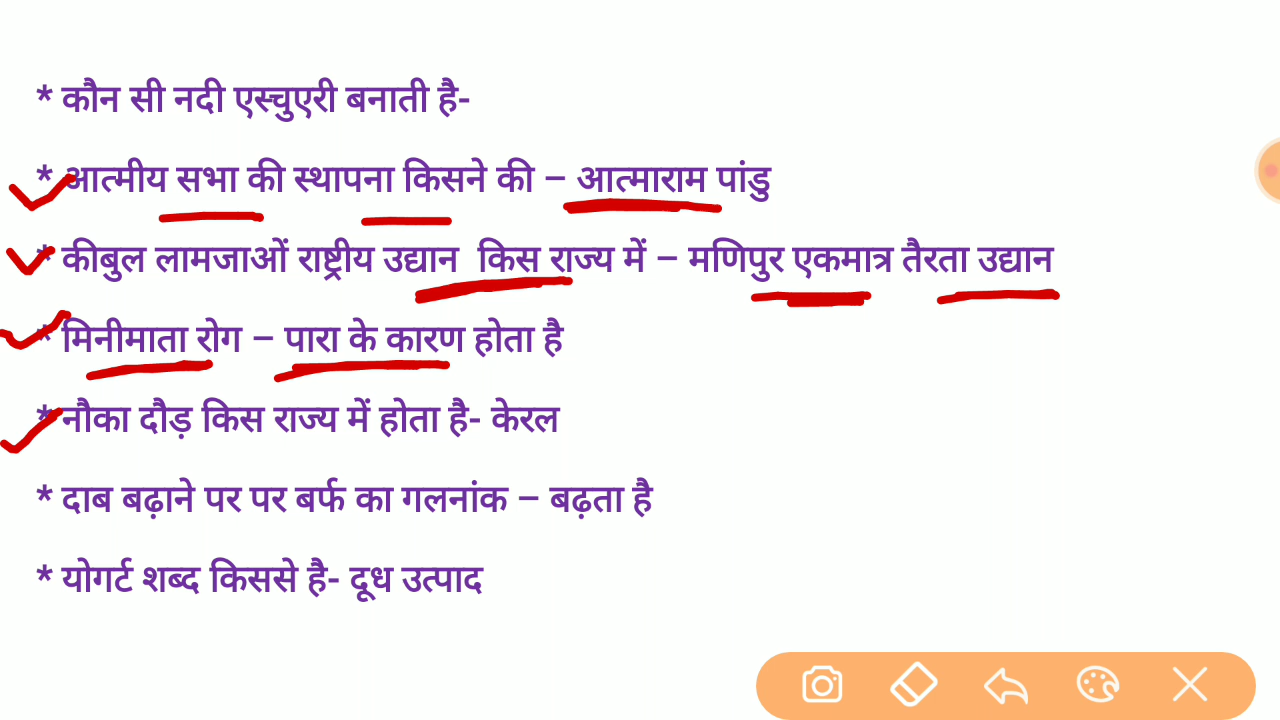 * कौन सी नदी एस्चुएरी बनाती है-
* आत्मीय सभा की स्थापना किसने की – आत्माराम पांडु
* कीबुल लामजाओं राष्ट्रीय उद्यान किस राज्य में – मणिपुर एकमात्र तैरता उद्यान
* मिनीमाता रोग – पारा के कारण होता है
* नौका दौड़ किस राज्य में होता है- केरल
* दाब बढ़ाने पर पर बर्फ का गलनांक – बढ़ता है
* योगर्ट शब्द किससे है- दूध उत्पाद